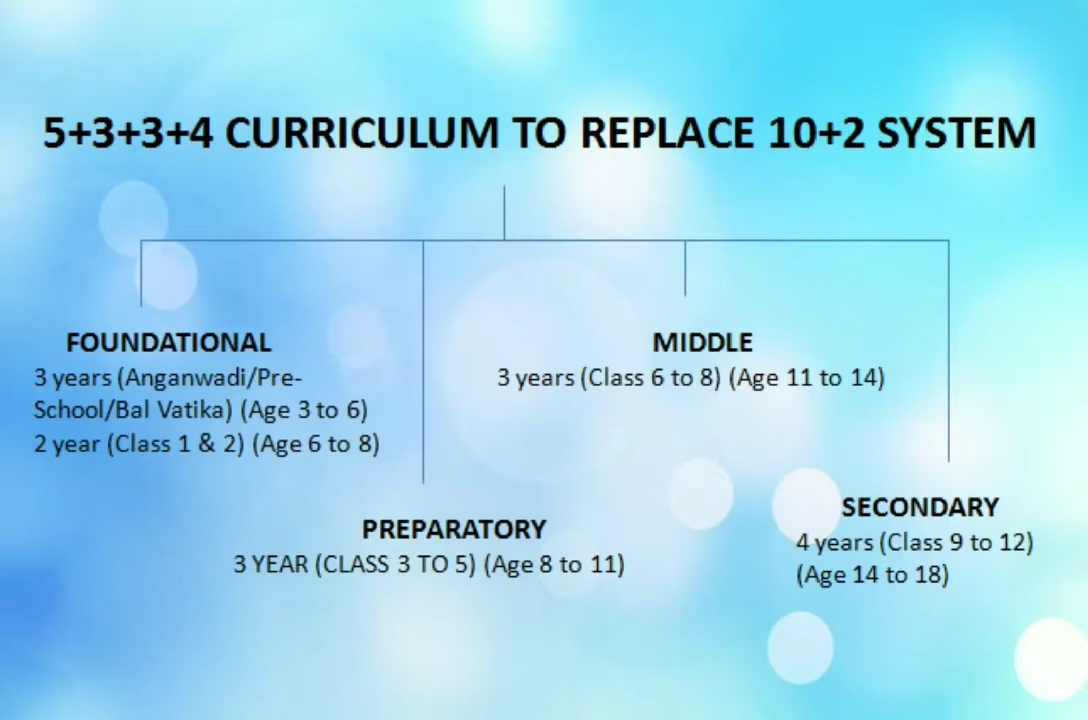 5+3+3+4 CURRICULUM TO REPLACE 10+2 SYSTEM
FOUNDATIONAL
3 years (Anganwadi/Pre-
School/Bal Vatika) (Age 3 to 6)
2 year (Class 1 & 2) (Age 6 to 8)
PREPARATORY
3 YEAR (CLASS 3 TO 5) (Age 8 to 11)
MIDDLE
3 years (Class 6 to 8) (Age 11 to 14)
SECONDARY
4 years (Class 9 to 12)
(Age 14 to 18)